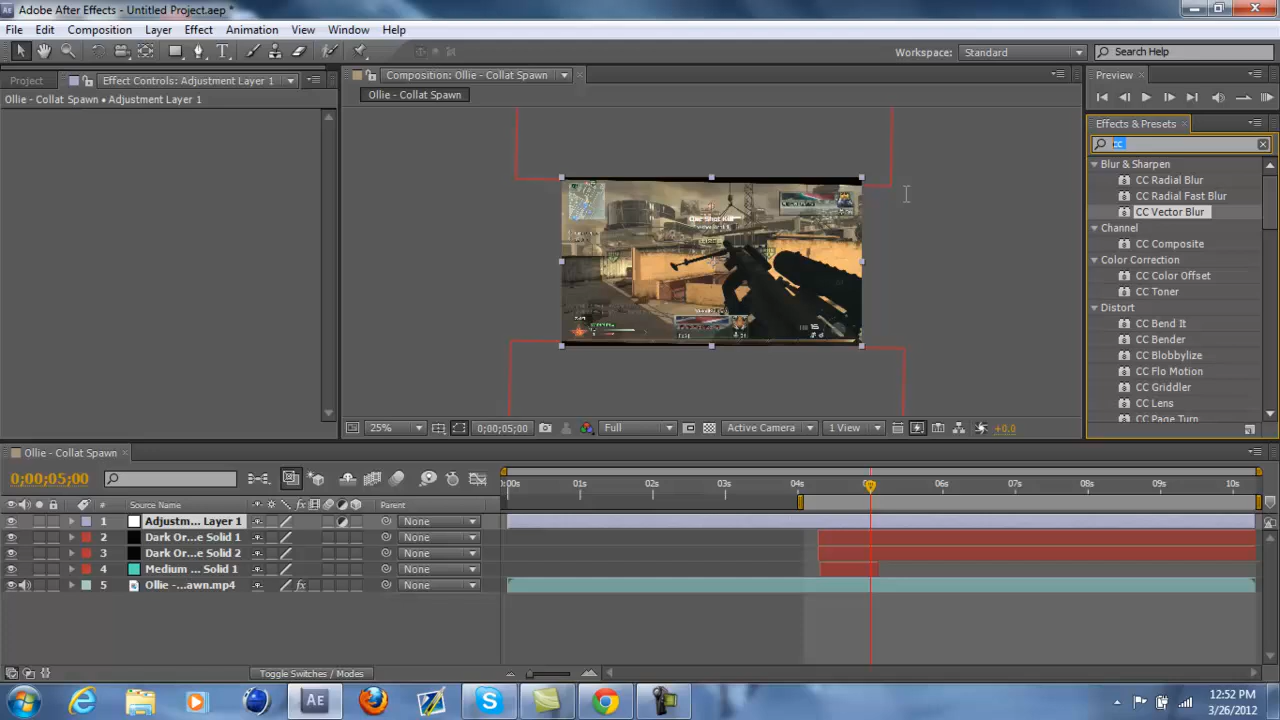 Adobe After Effects - Untitled Project.aep *
File Edit Composition Layer Effect Animation View Window Help
Workspace: Standard Search Help
Project Effect Controls: Adjustment Layer 1
Ollie - Collat Spawn • Adjustment Layer 1
Composition: Ollie - Collat Spawn
Ollie - Collat Spawn
Preview
Effects & Presets
cc
Blur & Sharpen
CC Radial Blur
CC Radial Fast Blur
CC Vector Blur
Channel
CC Composite
Color Correction
CC Color Offset
CC Toner
Distort
CC Bend It
CC Bender
CC Blobbylize
CC Flo Motion
CC Griddler
CC Lens
CC Page Turn
25% 0;00;05;00 Full Active Camera 1 View +0.0
Ollie - Collat Spawn
0;00;05;00
:00s 01s 02s 03s 04s 06s 07s 08s 09s 10s
# Source Name Parent
1 Adjustm... Layer 1 None
2 Dark Or...e Solid 1 None
3 Dark Or...e Solid 2 None
4 Medium ... Solid 1 None
5 Ollie -...awn.mp4 fx None
Toggle Switches / Modes
12:52 PM
3/26/2012